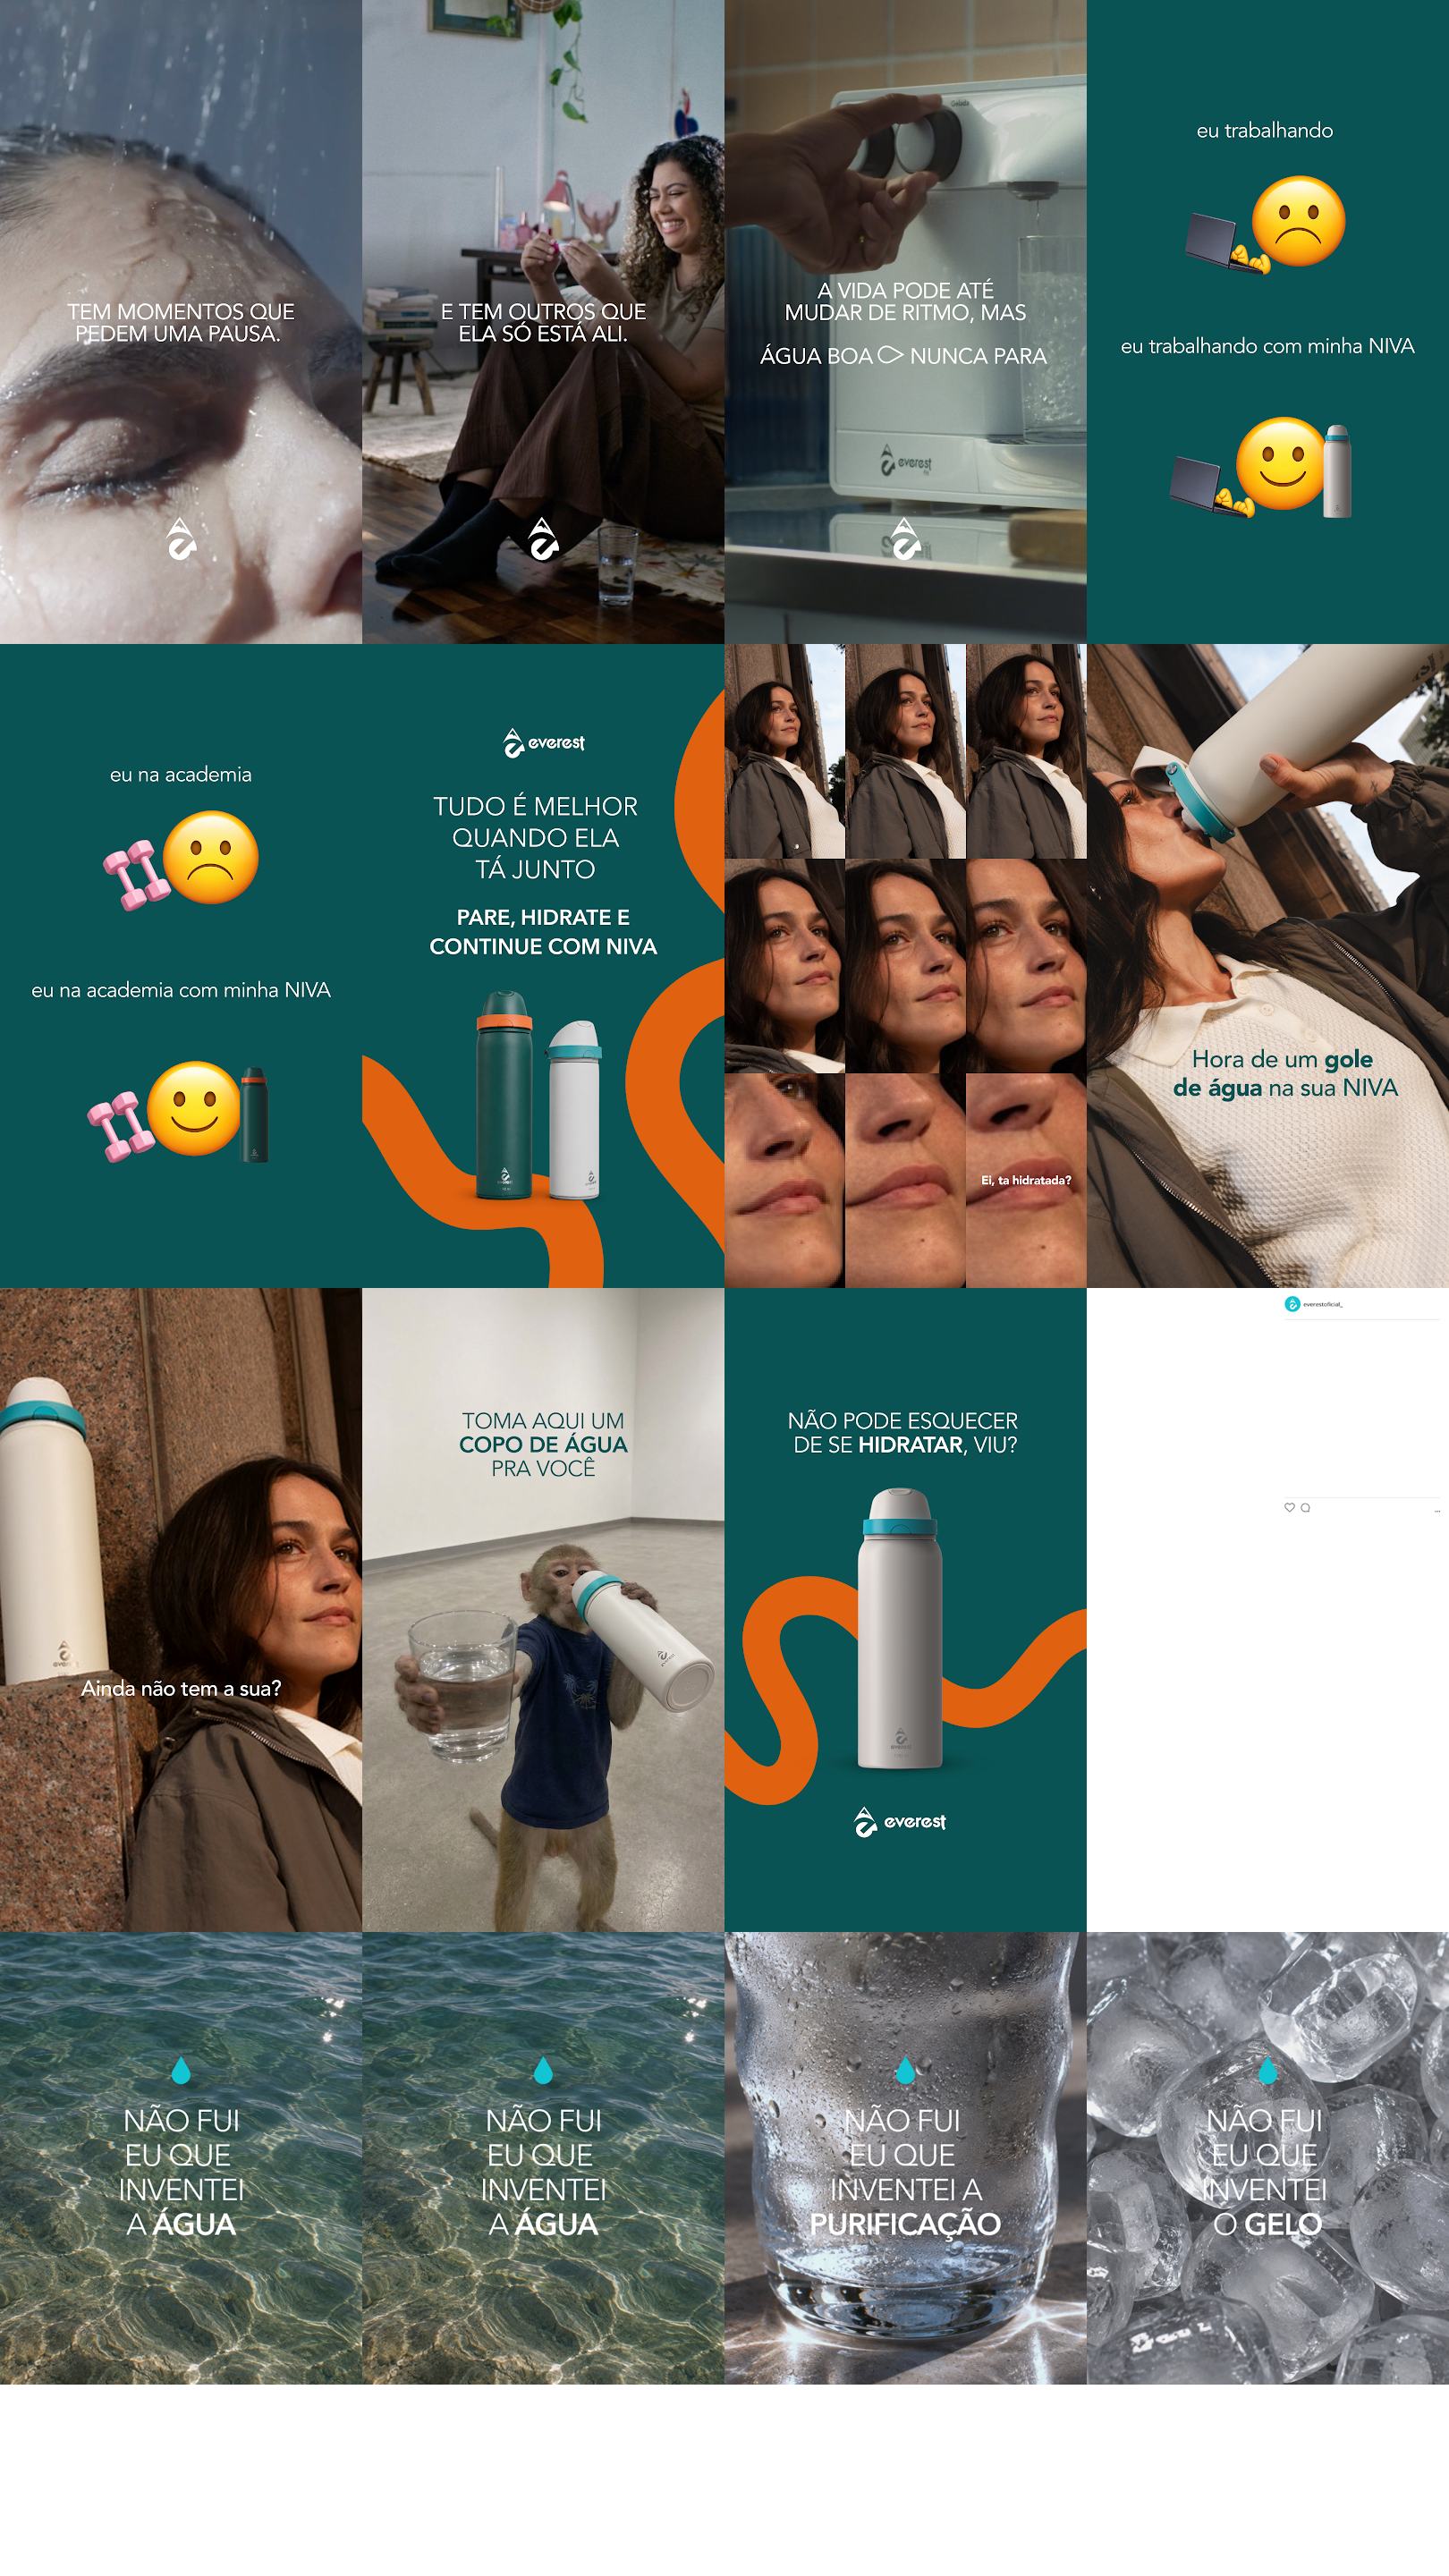 TEM MOMENTOS QUE
PEDEM UMA PAUSA.
E TEM OUTROS QUE
ELA SÓ ESTÁ ALI.
Gelada
A VIDA PODE ATÉ
MUDAR DE RITMO, MAS
ÁGUA BOA NUNCA PARA
everest
eu trabalhando
eu trabalhando com minha NIVA
eu na academia
eu na academia com minha NIVA
everest
TUDO É MELHOR
QUANDO ELA
TÁ JUNTO
PARE, HIDRATE E
CONTINUE COM NIVA
Ei, ta hidratada?
Hora de um gole
de água na sua NIVA
everest
Ainda não tem a sua?
TOMA AQUI UM
COPO DE ÁGUA
PRA VOCÊ
everest
NÃO PODE ESQUECER
DE SE HIDRATAR, VIU?
everest
everest
everestoficial_
NÃO FUI
EU QUE
INVENTEI
A ÁGUA
NÃO FUI
EU QUE
INVENTEI
A ÁGUA
NÃO FUI
EU QUE
INVENTEI A
PURIFICAÇÃO
NÃO FUI
EU QUE
INVENTEI
O GELO